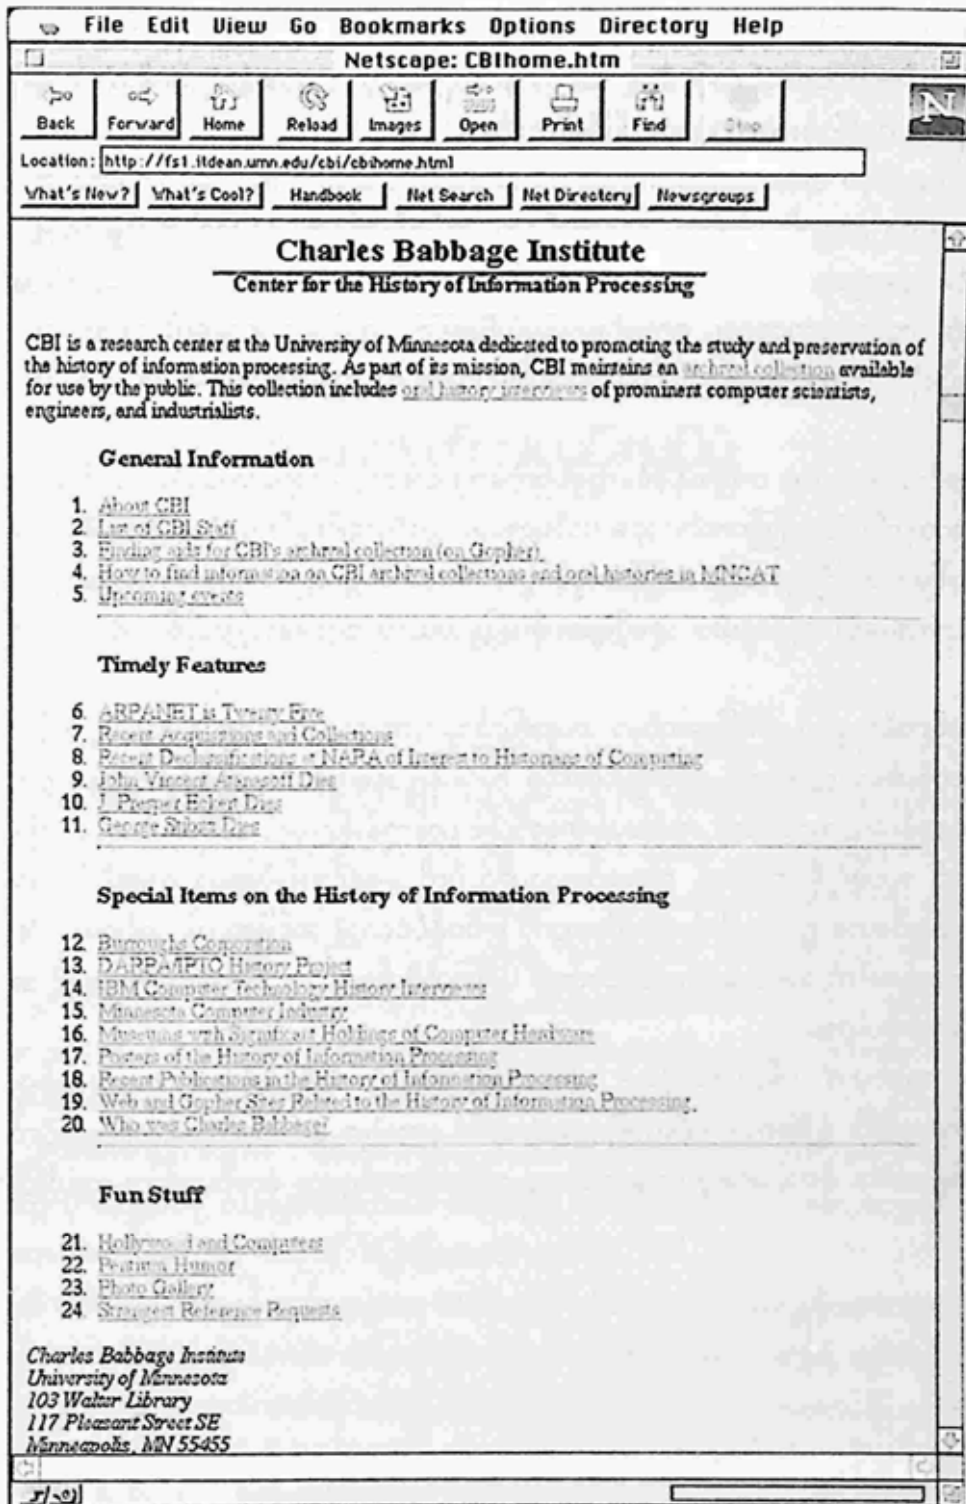 File Edit View Go Bookmarks Options Directory Help
Netscape: CBIhome.htm
Back Forward Home Reload Images Open Print Find Stop
N
Location: http://fs1.itdean.umn.edu/cbi/cbihome.html
What's New? What's Cool? Handbook Net Search Net Directory Newsgroups
Charles Babbage Institute
Center for the History of Information Processing
CBI is a research center at the University of Minnesota dedicated to promoting the study and preservation of
the history of information processing. As part of its mission, CBI maintains an archival collection available
for use by the public. This collection includes oral history interviews of prominent computer scientists,
engineers, and industrialists.
General Information
1. About CBI
2. List of CBI Staff
3. Finding aids for CBI's archival collection (on Gopher).
4. How to find information on CBI archival collections and oral histories in MNCAT
5. Upcoming events
Timely Features
6. ARPANET is Twenty Five
7. Recent Acquisitions and Collections
8. Recent Declassifications at NARA of Interest to Historians of Computing
9. John Vincent Atanasoff Dies
10. J. Presper Eckert Dies
11. George Stibitz Dies
Special Items on the History of Information Processing
12. Burroughs Corporation
13. DARPA/IPTO History Project
14. IBM Computer Technology History Interviews
15. Minnesota Computer Industry
16. Museums with Significant Holdings of Computer Hardware
17. Posters of the History of Information Processing
18. Recent Publications in the History of Information Processing
19. Web and Gopher Sites Related to the History of Information Processing.
20. Who was Charles Babbage?
Fun Stuff
21. Hollywood and Computers
22. Pentium Humor
23. Photo Gallery
24. Strangest Reference Requests
Charles Babbage Institute
University of Minnesota
103 Walter Library
117 Pleasant Street SE
Minneapolis, MN 55455